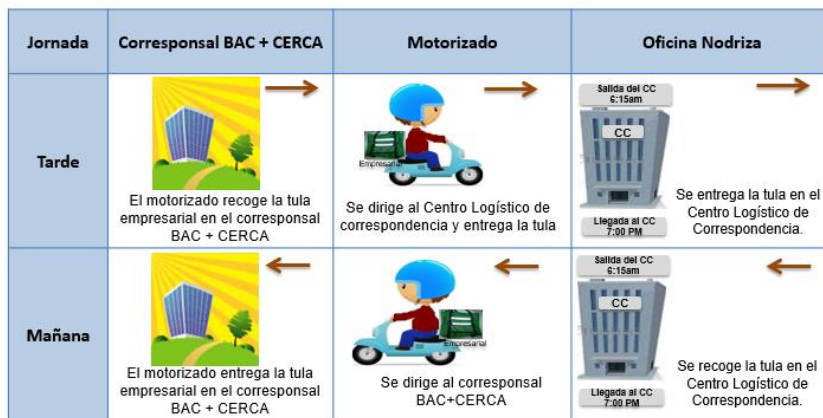 Jornada
Corresponsal BAC + CERCA
Motorizado
Oficina Nodriza
Tarde
El motorizado recoge la tula
empresarial en el corresponsal
BAC + CERCA
Empresarial
Se dirige al Centro Logístico de
correspondencia y entrega la tula
Salida del CC
6:15am
CC
Llegada al CC
7:00 PM
Se entrega la tula en el
Centro Logístico de
Correspondencia.
Mañana
El motorizado entrega la tula
empresarial en el corresponsal
BAC + CERCA
Empresarial
Se dirige al corresponsal
BAC+CERCA
Salida del CC
6:15am
CC
Llegada al CC
7:00 PM
Se recoge la tula en el
Centro Logístico de
Correspondencia.